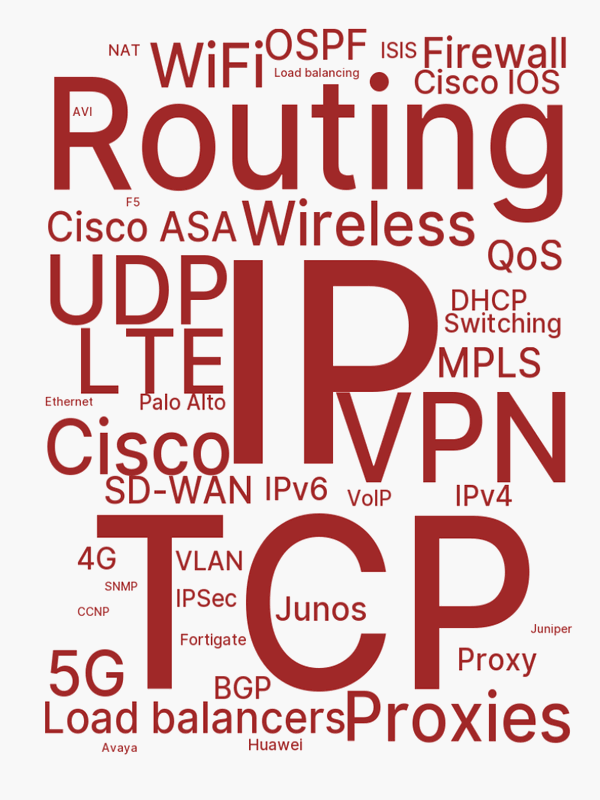 NAT
WiFi
OSPF
ISIS
Firewall
Load balancing
Cisco IOS
Routing
AVI
F5
Cisco ASA
Wireless
QoS
UDP
IP
DHCP
Switching
LTE
MPLS
Ethernet
Palo Alto
VPN
Cisco
SD-WAN
IPv6
VoIP
IPv4
TCP
4G
VLAN
SNMP
IPSec
CCNP
Junos
Juniper
Fortigate
Proxy
5G
BGP
Load balancers
Proxies
Avaya
Huawei